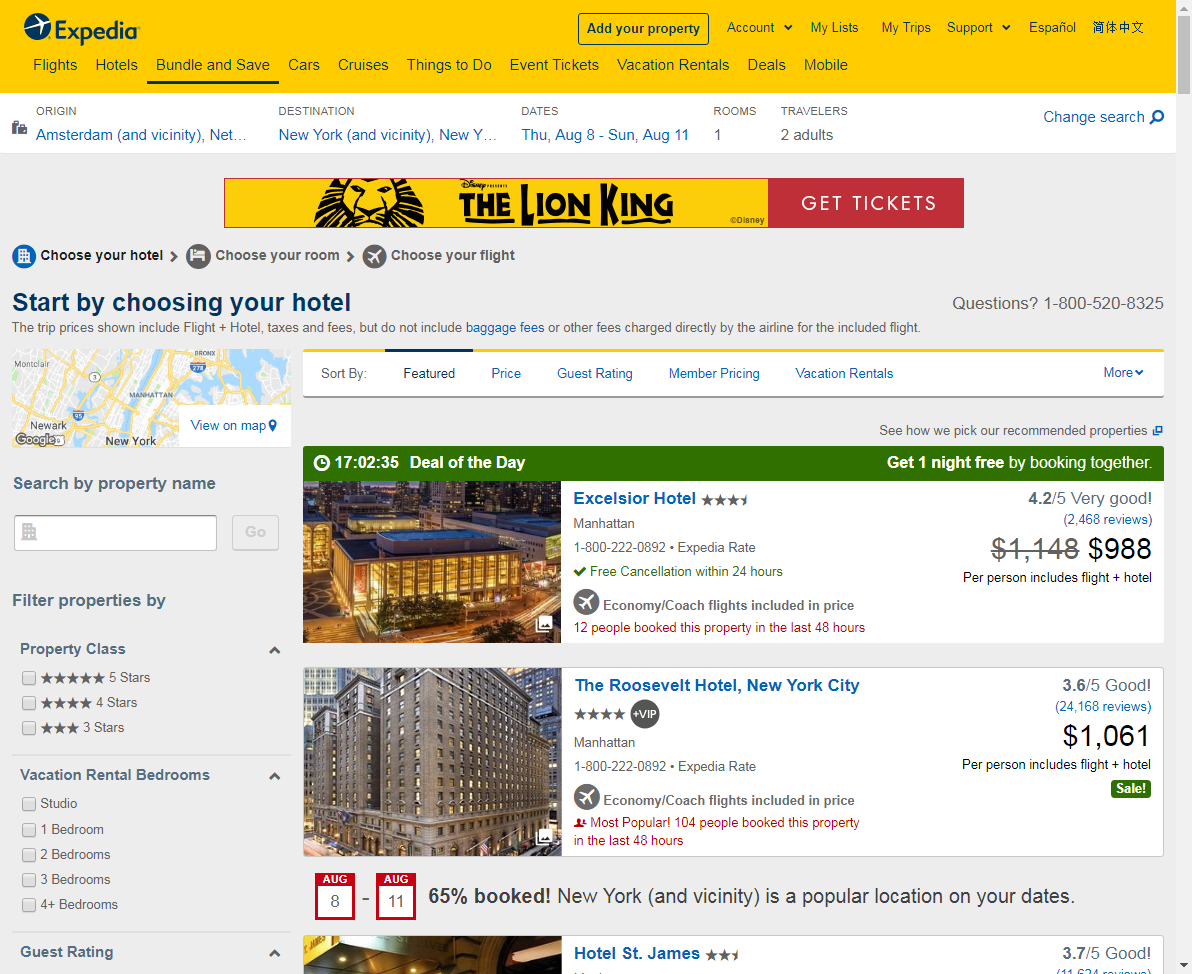 Expedia
Add your property
Account
My Lists
My Trips
Support
Español
简体中文
Flights
Hotels
Bundle and Save
Cars
Cruises
Things to Do
Event Tickets
Vacation Rentals
Deals
Mobile
ORIGIN
Amsterdam (and vicinity), Net...
DESTINATION
New York (and vicinity), New Y...
DATES
Thu, Aug 8 - Sun, Aug 11
ROOMS
1
TRAVELERS
2 adults
Change search
Disney PRESENTS
THE LION KING
©Disney
GET TICKETS
Choose your hotel
Choose your room
Choose your flight
Start by choosing your hotel
Questions? 1-800-520-8325
The trip prices shown include Flight + Hotel, taxes and fees, but do not include baggage fees or other fees charged directly by the airline for the included flight.
Montclair
BRONX
278
3
MANHATTAN
95
Newark
Google
New York
View on map
Search by property name
Go
Filter properties by
Property Class
5 Stars
4 Stars
3 Stars
Vacation Rental Bedrooms
Studio
1 Bedroom
2 Bedrooms
3 Bedrooms
4+ Bedrooms
Guest Rating
Sort By:
Featured
Price
Guest Rating
Member Pricing
Vacation Rentals
More
See how we pick our recommended properties
17:02:35 Deal of the Day
Get 1 night free by booking together.
Excelsior Hotel
Manhattan
1-800-222-0892 • Expedia Rate
Free Cancellation within 24 hours
Economy/Coach flights included in price
12 people booked this property in the last 48 hours
4.2/5 Very good!
(2,468 reviews)
$1,148 $988
Per person includes flight + hotel
The Roosevelt Hotel, New York City
+VIP
Manhattan
1-800-222-0892 • Expedia Rate
Economy/Coach flights included in price
Most Popular! 104 people booked this property
in the last 48 hours
3.6/5 Good!
(24,168 reviews)
$1,061
Per person includes flight + hotel
Sale!
AUG
8
-
AUG
11
65% booked! New York (and vicinity) is a popular location on your dates.
Hotel St. James
3.7/5 Good!
(11,624 reviews)